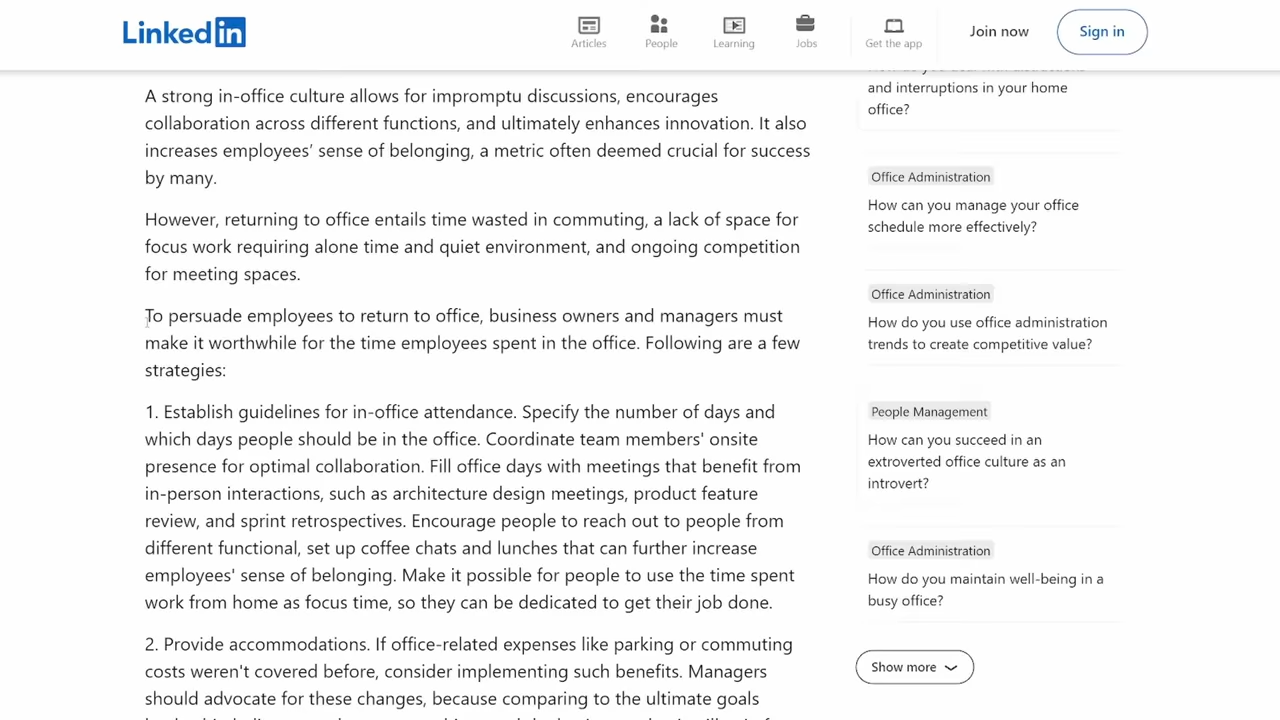 LinkedIn
Articles
People
Learning
Jobs
Get the app
Join now
Sign in
A strong in-office culture allows for impromptu discussions, encourages
collaboration across different functions, and ultimately enhances innovation. It also
increases employees’ sense of belonging, a metric often deemed crucial for success
by many.
However, returning to office entails time wasted in commuting, a lack of space for
focus work requiring alone time and quiet environment, and ongoing competition
for meeting spaces.
To persuade employees to return to office, business owners and managers must
make it worthwhile for the time employees spent in the office. Following are a few
strategies:
1. Establish guidelines for in-office attendance. Specify the number of days and
which days people should be in the office. Coordinate team members' onsite
presence for optimal collaboration. Fill office days with meetings that benefit from
in-person interactions, such as architecture design meetings, product feature
review, and sprint retrospectives. Encourage people to reach out to people from
different functional, set up coffee chats and lunches that can further increase
employees' sense of belonging. Make it possible for people to use the time spent
work from home as focus time, so they can be dedicated to get their job done.
2. Provide accommodations. If office-related expenses like parking or commuting
costs weren't covered before, consider implementing such benefits. Managers
should advocate for these changes, because comparing to the ultimate goals
and interruptions in your home
office?
Office Administration
How can you manage your office
schedule more effectively?
Office Administration
How do you use office administration
trends to create competitive value?
People Management
How can you succeed in an
extroverted office culture as an
introvert?
Office Administration
How do you maintain well-being in a
busy office?
Show more